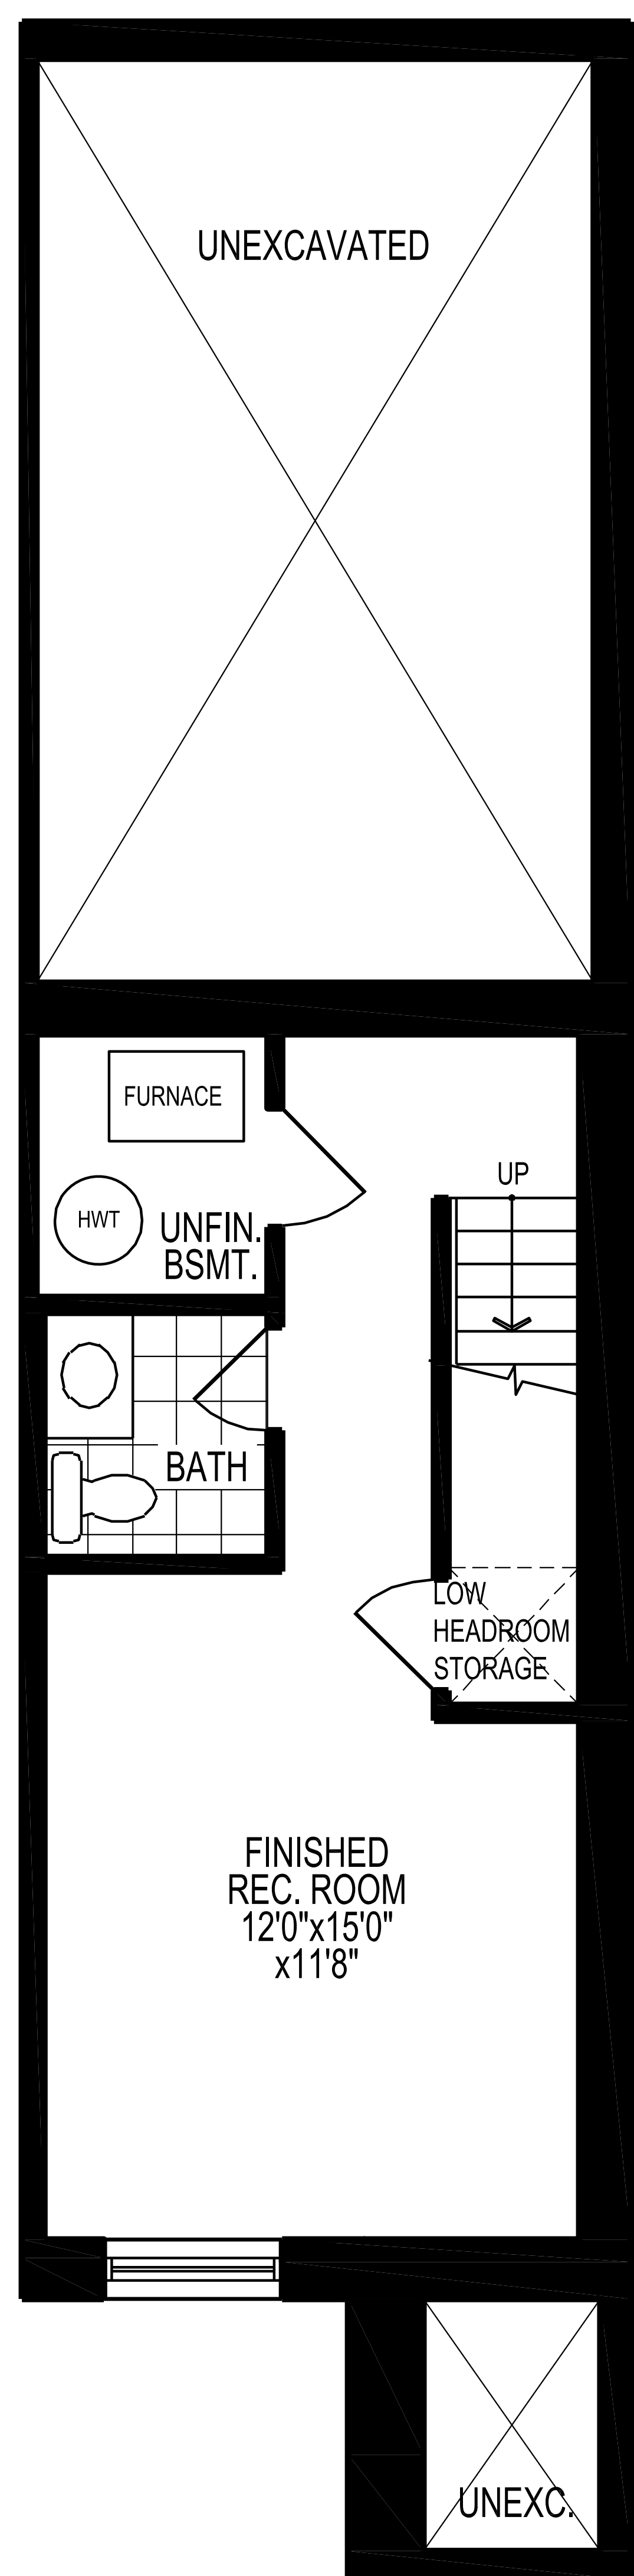 UNEXCAVATED
FURNACE
HWT
UNFIN.
BSMT.
UP
BATH
LOW
HEADROOM
STORAGE
FINISHED
REC. ROOM
12'0"x15'0"
x11'8"
UNEXC.